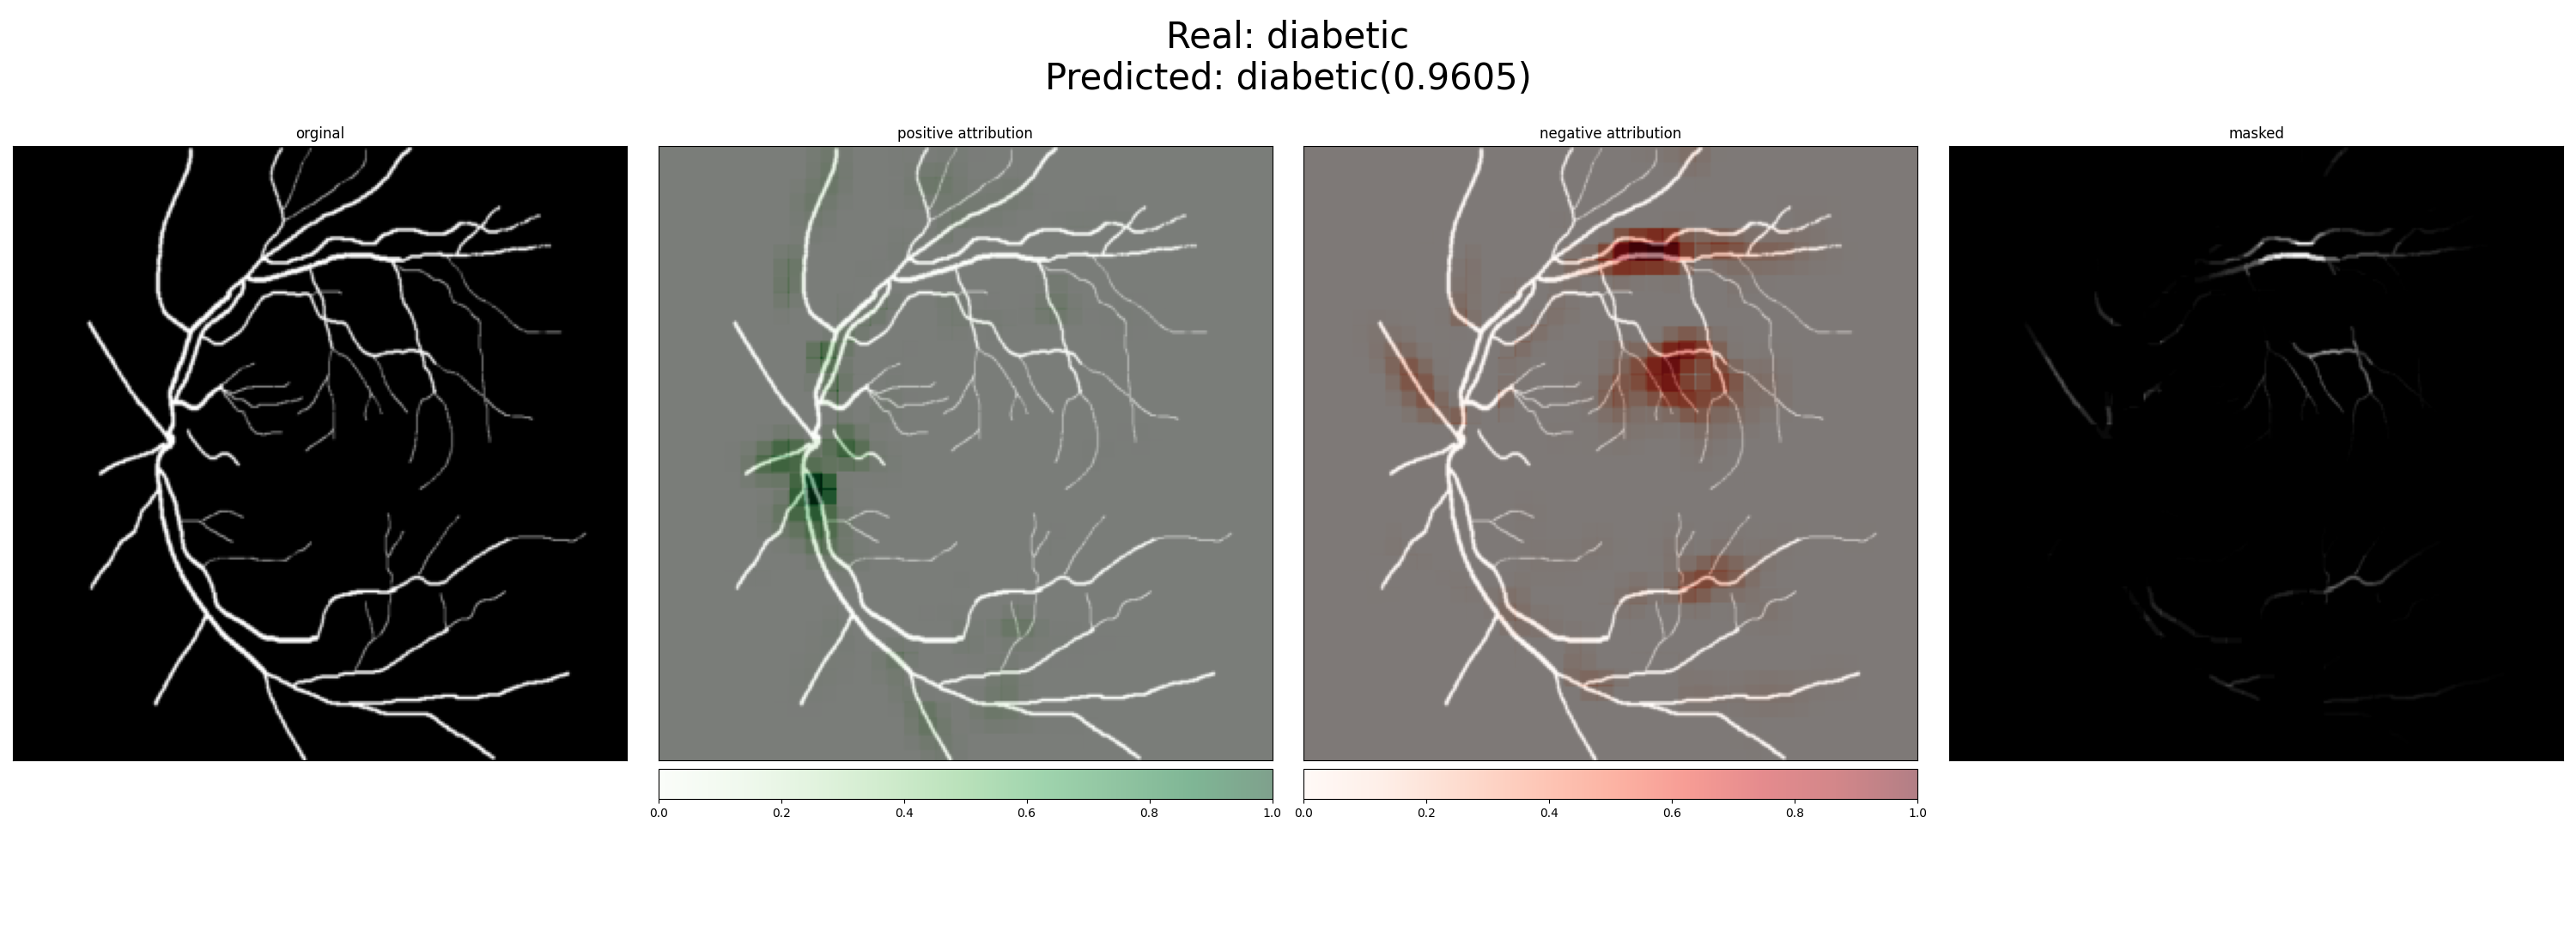 Real: diabetic
Predicted: diabetic(0.9605)
orginal
positive attribution
negative attribution
masked
0.0 0.2 0.4 0.6 0.8 1.0
0.0 0.2 0.4 0.6 0.8 1.0